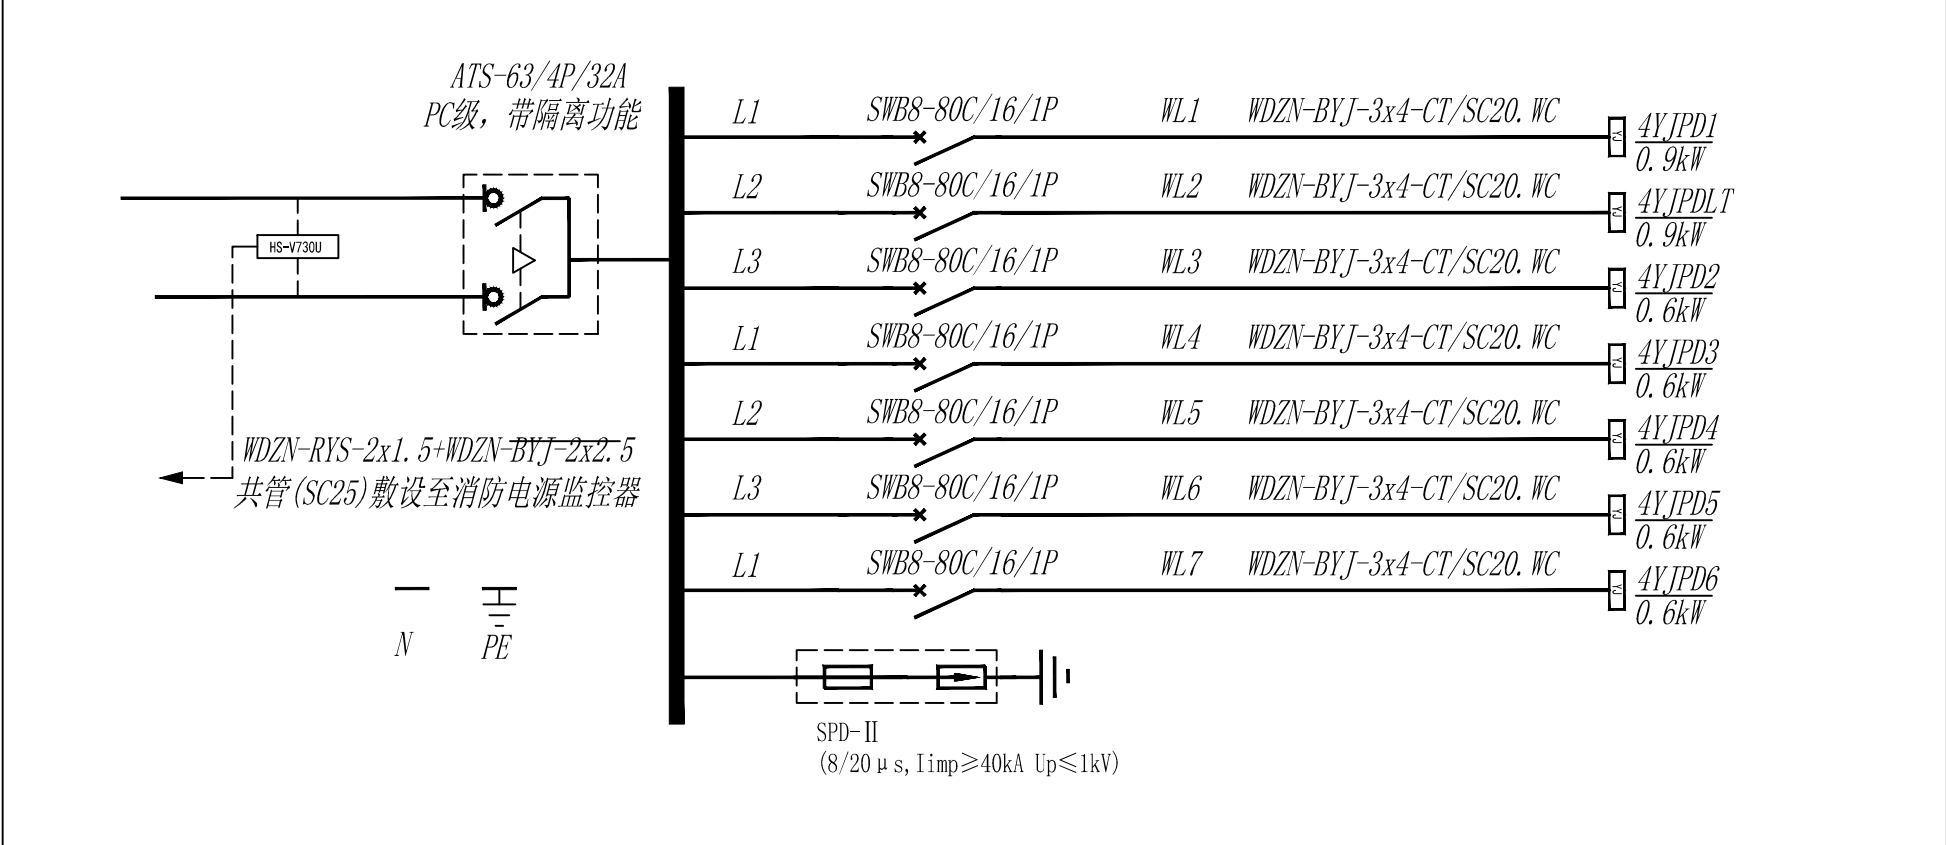 ATS-63/4P/32A
PC级，带隔离功能
HS-V730U
WDZN-RYS-2x1.5+WDZN-BYJ-2x2.5
共管(SC25)敷设至消防电源监控器
N
PE
L1 SWB8-80C/16/1P WL1 WDZN-BYJ-3x4-CT/SC20.WC YJ 4YJPD1
0.9kW
L2 SWB8-80C/16/1P WL2 WDZN-BYJ-3x4-CT/SC20.WC YJ 4YJPDLT
0.9kW
L3 SWB8-80C/16/1P WL3 WDZN-BYJ-3x4-CT/SC20.WC YJ 4YJPD2
0.6kW
L1 SWB8-80C/16/1P WL4 WDZN-BYJ-3x4-CT/SC20.WC YJ 4YJPD3
0.6kW
L2 SWB8-80C/16/1P WL5 WDZN-BYJ-3x4-CT/SC20.WC YJ 4YJPD4
0.6kW
L3 SWB8-80C/16/1P WL6 WDZN-BYJ-3x4-CT/SC20.WC YJ 4YJPD5
0.6kW
L1 SWB8-80C/16/1P WL7 WDZN-BYJ-3x4-CT/SC20.WC YJ 4YJPD6
0.6kW
SPD-Ⅱ
(8/20μs,Iimp≥40kA Up≤1kV)